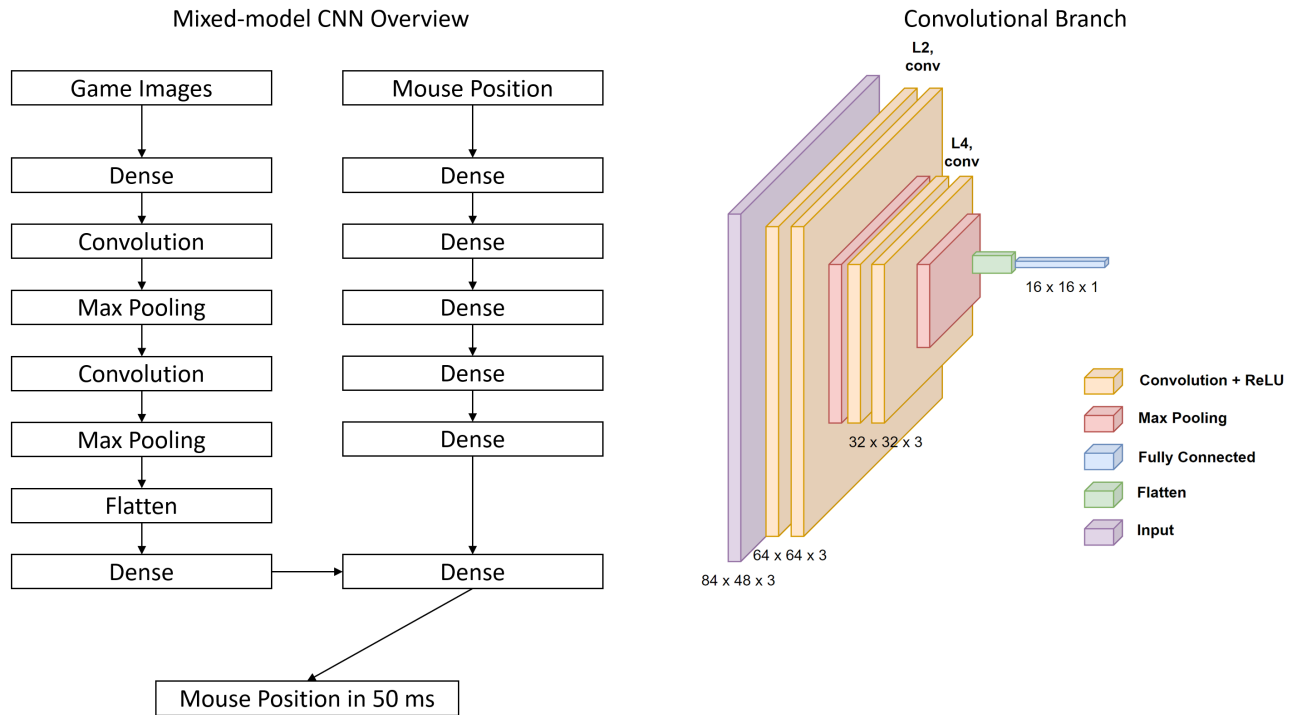 Mixed-model CNN Overview
Game Images
Dense
Convolution
Max Pooling
Convolution
Max Pooling
Flatten
Dense
Mouse Position
Dense
Dense
Dense
Dense
Dense
Dense
Mouse Position in 50 ms
Convolutional Branch
L2,
conv
L4,
conv
16 x 16 x 1
32 x 32 x 3
64 x 64 x 3
84 x 48 x 3
Convolution + ReLU
Max Pooling
Fully Connected
Flatten
Input